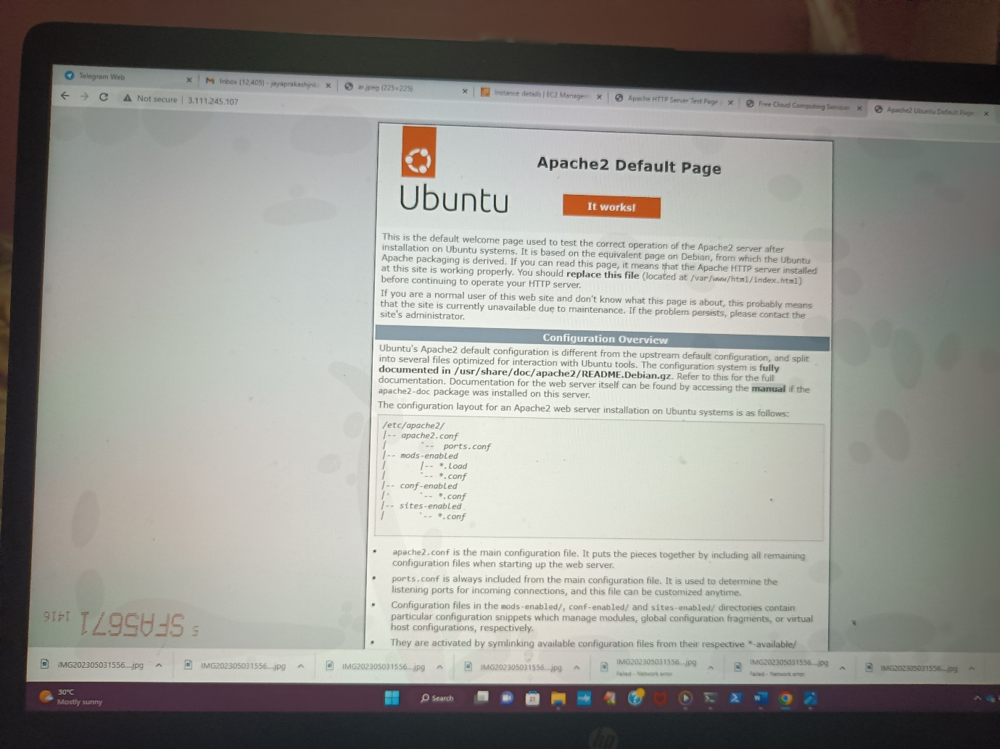 Telegram Web
Inbox (12,405) - jayaprakashjnk
ar.jpeg (225×225)
Instance details | EC2 Managem
Apache HTTP Server Test Page
Free Cloud Computing Services
Apache2 Ubuntu Default Page
Not secure | 3.111.245.107
Apache2 Default Page
Ubuntu
It works!
This is the default welcome page used to test the correct operation of the Apache2 server after
installation on Ubuntu systems. It is based on the equivalent page on Debian, from which the Ubuntu
Apache packaging is derived. If you can read this page, it means that the Apache HTTP server installed
at this site is working properly. You should replace this file (located at /var/www/html/index.html)
before continuing to operate your HTTP server.
If you are a normal user of this web site and don't know what this page is about, this probably means
that the site is currently unavailable due to maintenance. If the problem persists, please contact the
site's administrator.
Configuration Overview
Ubuntu's Apache2 default configuration is different from the upstream default configuration, and split
into several files optimized for interaction with Ubuntu tools. The configuration system is fully
documented in /usr/share/doc/apache2/README.Debian.gz. Refer to this for the full
documentation. Documentation for the web server itself can be found by accessing the manual if the
apache2-doc package was installed on this server.
The configuration layout for an Apache2 web server installation on Ubuntu systems is as follows:
/etc/apache2/
|-- apache2.conf
|       `--  ports.conf
|-- mods-enabled
|       |-- *.load
|       `-- *.conf
|-- conf-enabled
|       `-- *.conf
|-- sites-enabled
|       `-- *.conf
• apache2.conf is the main configuration file. It puts the pieces together by including all remaining
configuration files when starting up the web server.
• ports.conf is always included from the main configuration file. It is used to determine the
listening ports for incoming connections, and this file can be customized anytime.
• Configuration files in the mods-enabled/, conf-enabled/ and sites-enabled/ directories contain
particular configuration snippets which manage modules, global configuration fragments, or virtual
host configurations, respectively.
• They are activated by symlinking available configuration files from their respective *-available/
5 SFA5671 1416
IMG202305031556....jpg
IMG202305031556....jpg
IMG202305031556....jpg
IMG202305031556....jpg
IMG202305031556....jpg
Failed - Network error
IMG202305031556....jpg
Failed - Network error
IMG202305031556....jpg
30°C
Mostly sunny
Search
hp